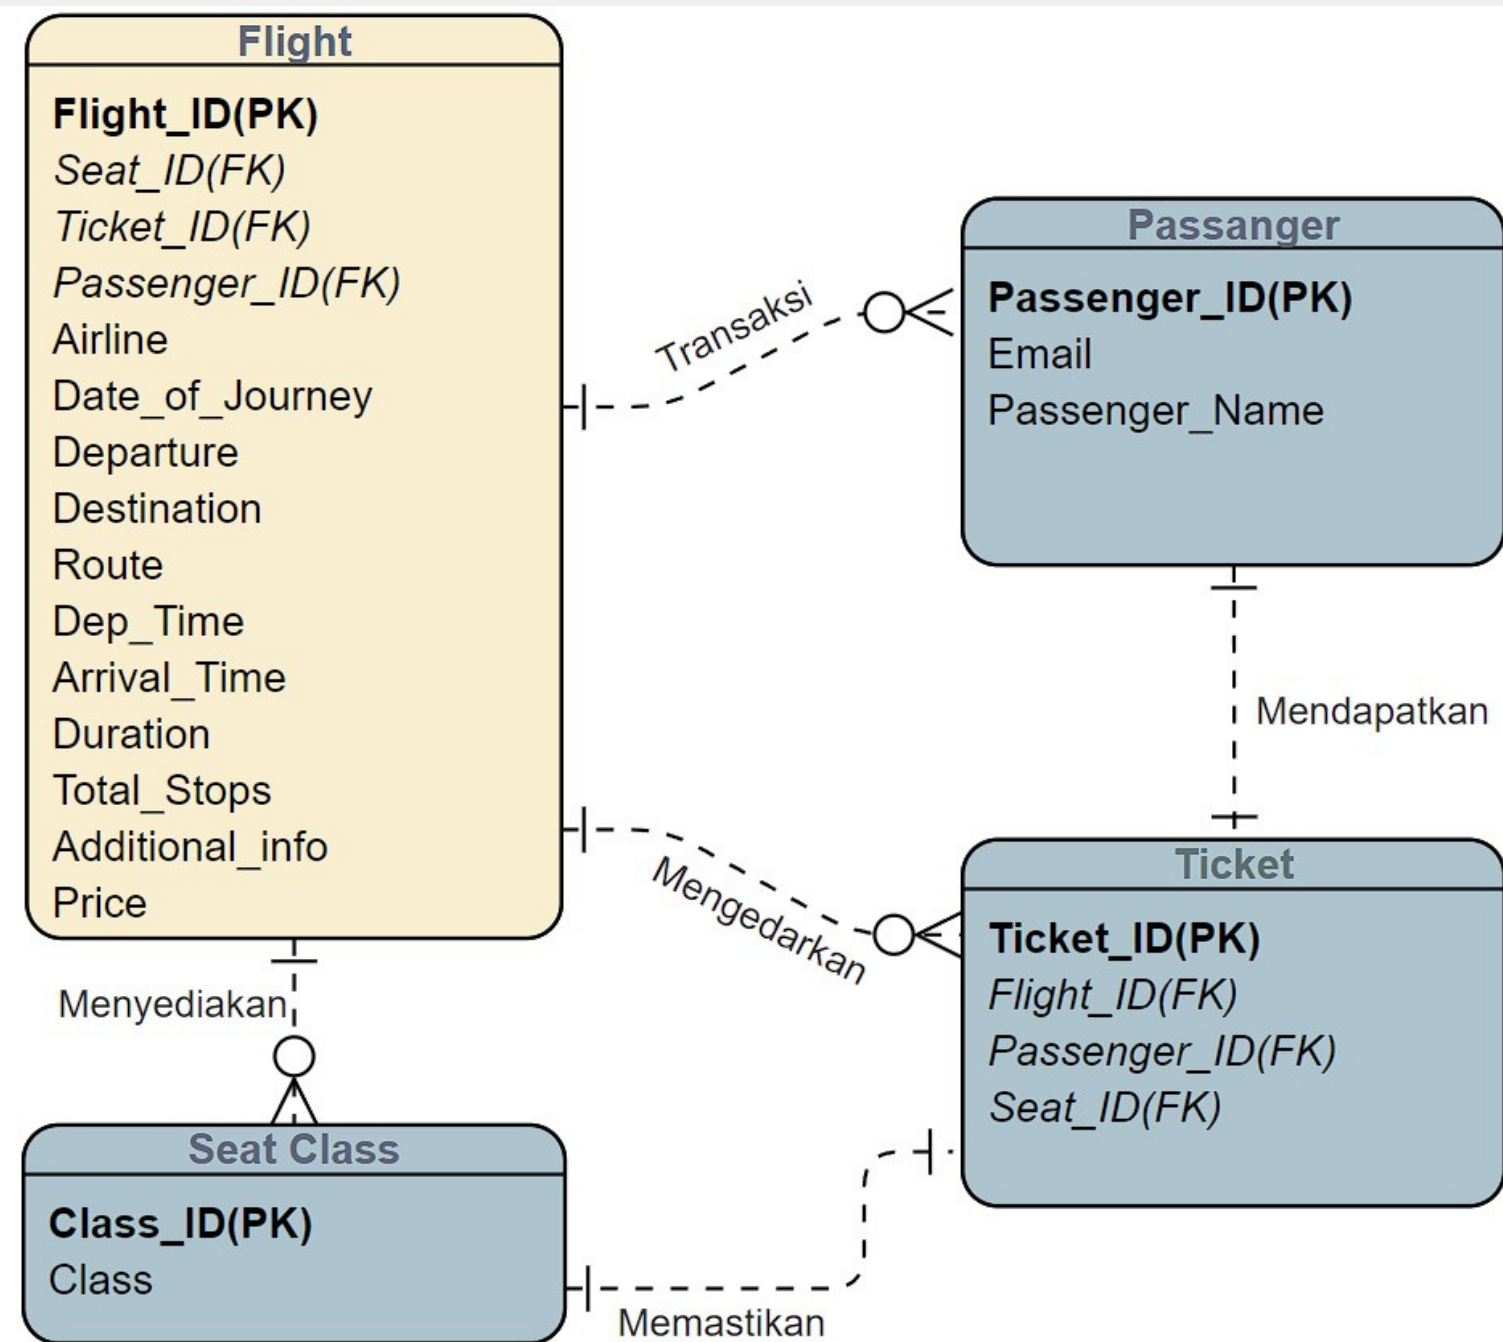 Flight
Flight_ID(PK)
Seat_ID(FK)
Ticket_ID(FK)
Passenger_ID(FK)
Airline
Date_of_Journey
Departure
Destination
Route
Dep_Time
Arrival_Time
Duration
Total_Stops
Additional_info
Price
Transaksi
Passanger
Passenger_ID(PK)
Email
Passenger_Name
Mendapatkan
Mengedarkan
Ticket
Ticket_ID(PK)
Flight_ID(FK)
Passenger_ID(FK)
Seat_ID(FK)
Menyediakan
Seat Class
Class_ID(PK)
Class
Memastikan